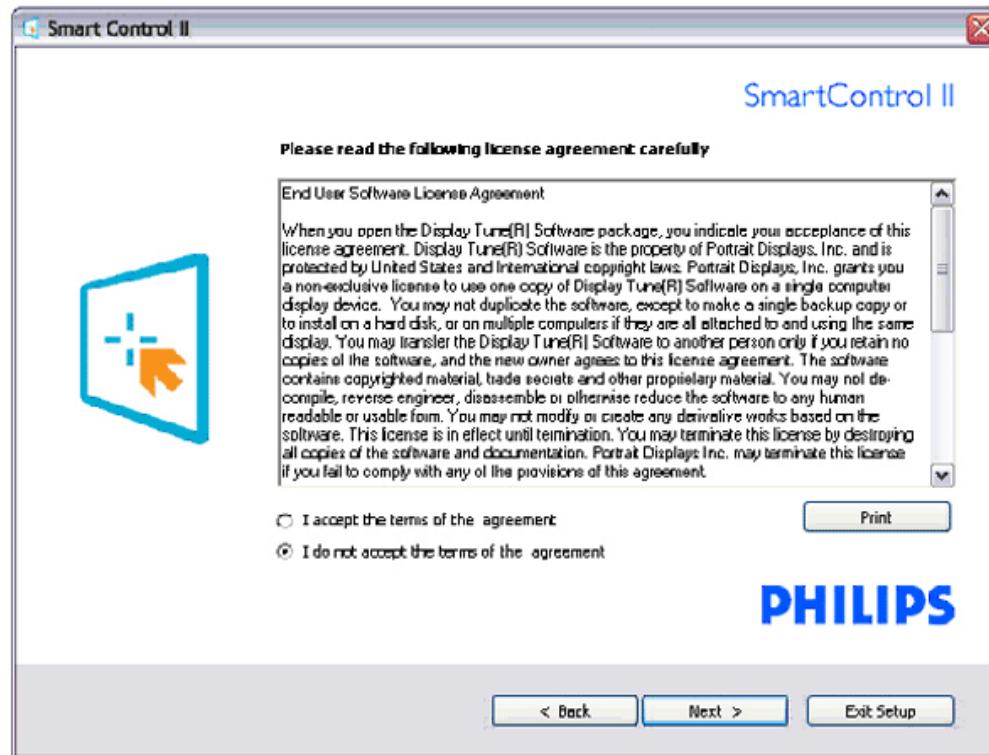 Smart Control II
SmartControl II
Please read the following license agreement carefully
End User Software License Agreement
When you open the Display Tune(R) Software package, you indicate your acceptance of this
license agreement. Display Tune(R) Software is the property of Portrait Displays, Inc. and is
protected by United States and International copyright laws. Portrait Displays, Inc. grants you
a non-exclusive license to use one copy of Display Tune(R) Software on a single computer
display device. You may not duplicate the software, except to make a single backup copy or
to install on a hard disk, or on multiple computers if they are all attached to and using the same
display. You may transfer the Display Tune(R) Software to another person only if you retain no
copies of the software, and the new owner agrees to this license agreement. The software
contains copyrighted material, trade secrets and other proprietary material. You may not de-
compile, reverse engineer, disassemble or otherwise reduce the software to any human
readable or usable form. You may not modify or create any derivative works based on the
software. This license is in effect until termination. You may terminate this license by destroying
all copies of the software and documentation. Portrait Displays Inc. may terminate this license
if you fail to comply with any of the provisions of this agreement.
I accept the terms of the agreement
Print
I do not accept the terms of the agreement
PHILIPS
< Back
Next >
Exit Setup